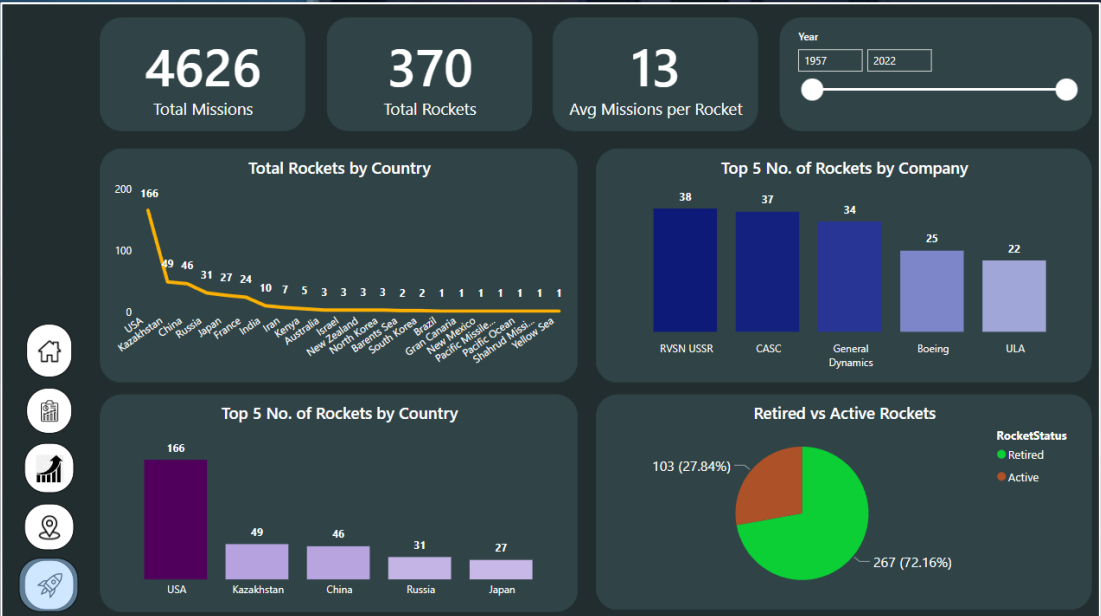 4626
Total Missions
370
Total Rockets
13
Avg Missions per Rocket
Year
1957
2022
Total Rockets by Country
200
100
0
166
49
46
31
27
24
10
7
5
3
3
3
3
2
2
1
1
1
1
1
1
1
USA
Kazakhstan
China
Russia
Japan
France
India
Iran
Kenya
Australia
Israel
New Zealand
North Korea
Barents Sea
South Korea
Brazil
Gran Canaria
New Mexico
Pacific Missile...
Pacific Ocean
Shahrud Missi...
Yellow Sea
Top 5 No. of Rockets by Company
38
37
34
25
22
RVSN USSR
CASC
General
Dynamics
Boeing
ULA
Top 5 No. of Rockets by Country
166
49
46
31
27
USA
Kazakhstan
China
Russia
Japan
Retired vs Active Rockets
103 (27.84%)
267 (72.16%)
RocketStatus
Retired
Active